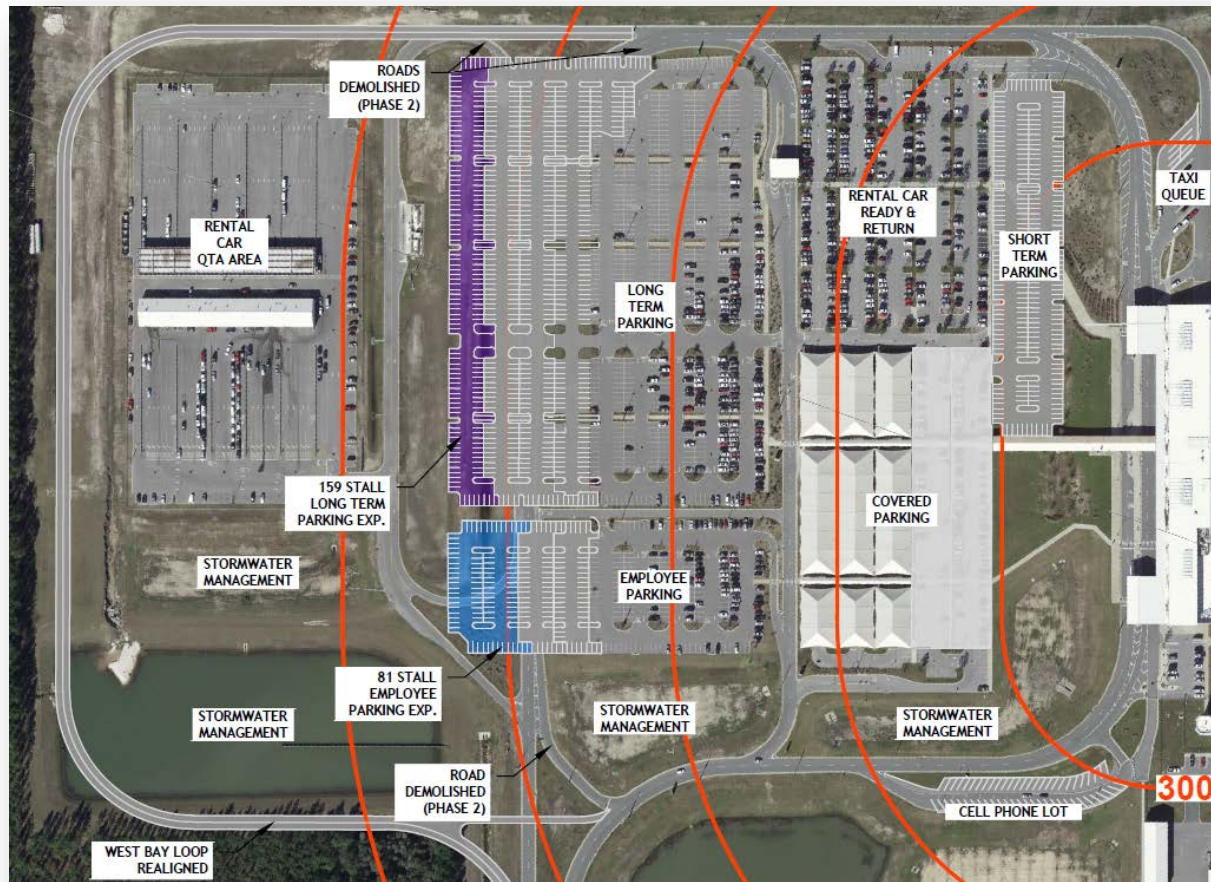 ROADS
DEMOLISHED
(PHASE 2)
RENTAL
CAR
QTA AREA
LONG
TERM
PARKING
RENTAL CAR
READY &
RETURN
SHORT
TERM
PARKING
TAXI
QUEUE
159 STALL
LONG TERM
PARKING EXP.
COVERED
PARKING
STORMWATER
MANAGEMENT
EMPLOYEE
PARKING
81 STALL
EMPLOYEE
PARKING EXP.
STORMWATER
MANAGEMENT
STORMWATER
MANAGEMENT
STORMWATER
MANAGEMENT
ROAD
DEMOLISHED
(PHASE 2)
300
CELL PHONE LOT
WEST BAY LOOP
REALIGNED